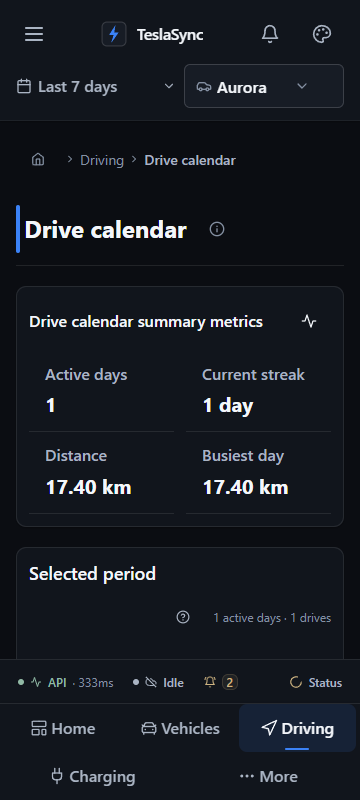 TeslaSync
Last 7 days
Aurora
Driving
Drive calendar
Drive calendar
Drive calendar summary metrics
Active days
Current streak
1
1 day
Distance
Busiest day
17.40 km
17.40 km
Selected period
1 active days · 1 drives
API · 333ms
Idle
2
Status
Home
Vehicles
Driving
Charging
More